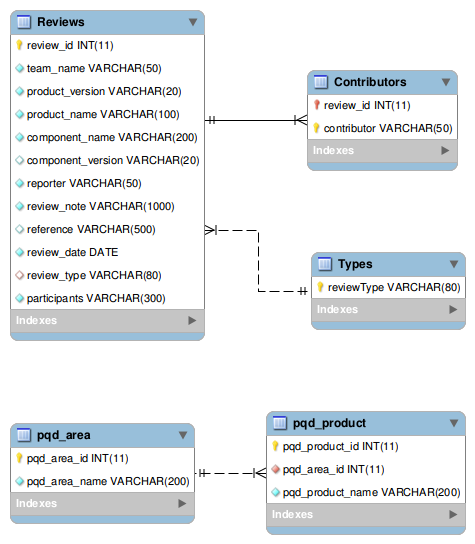 Reviews
review_id INT(11)
team_name VARCHAR(50)
product_version VARCHAR(20)
product_name VARCHAR(100)
component_name VARCHAR(200)
component_version VARCHAR(20)
reporter VARCHAR(50)
review_note VARCHAR(1000)
reference VARCHAR(500)
review_date DATE
review_type VARCHAR(80)
participants VARCHAR(300)
Indexes
Contributors
review_id INT(11)
contributor VARCHAR(50)
Indexes
Types
reviewType VARCHAR(80)
Indexes
pqd_area
pqd_area_id INT(11)
pqd_area_name VARCHAR(200)
Indexes
pqd_product
pqd_product_id INT(11)
pqd_area_id INT(11)
pqd_product_name VARCHAR(200)
Indexes